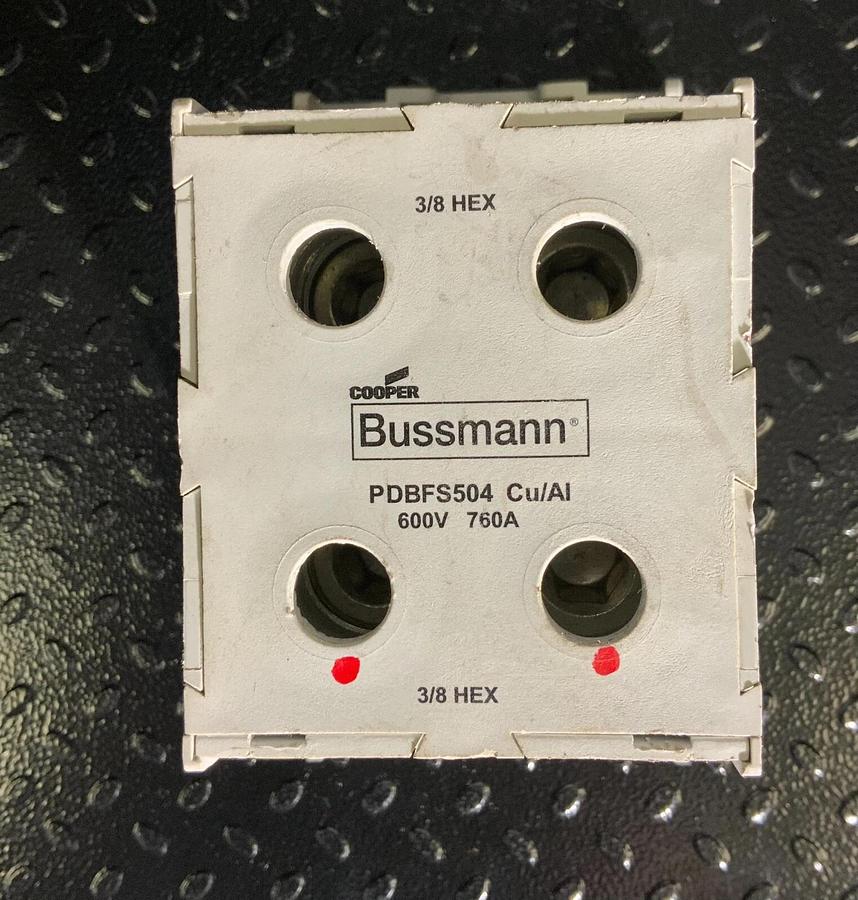 3/8 HEX
COOPER
Bussmann®
PDBFS504 Cu/Al
600V 760A
3/8 HEX